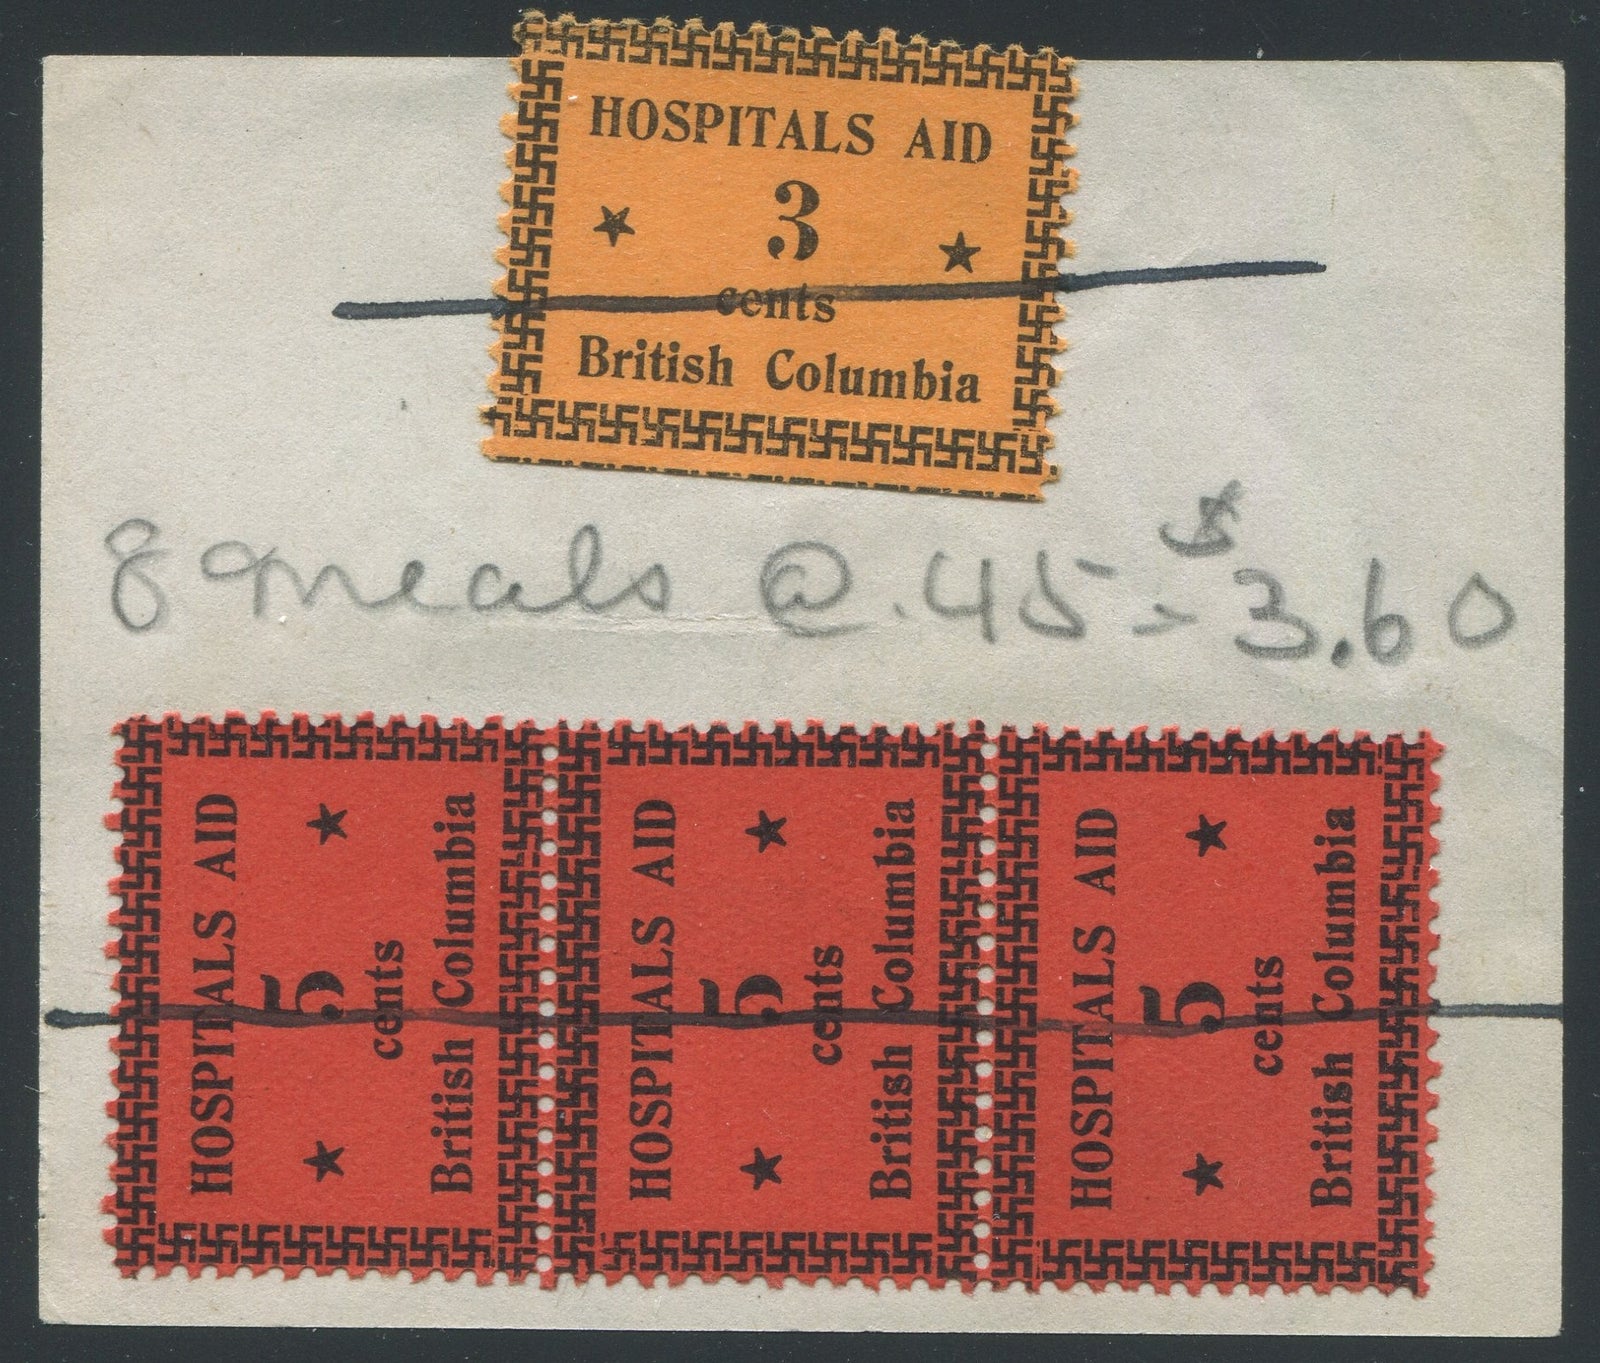 HOSPITALS AID
3
cents
British Columbia
8 meals @ .45 = $3.60
HOSPITALS AID
5
cents
British Columbia
HOSPITALS AID
5
cents
British Columbia
HOSPITALS AID
5
cents
British Columbia